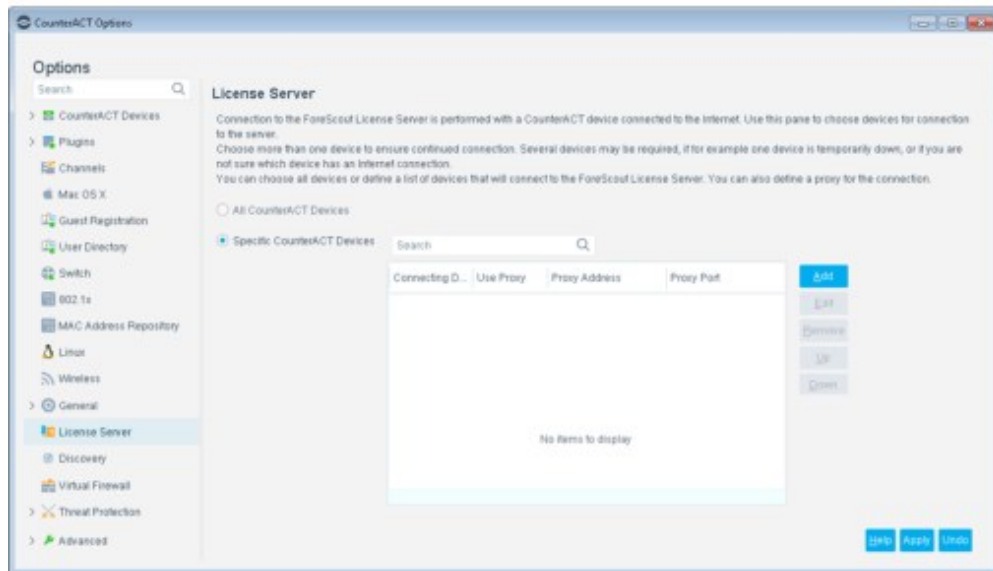 CounterACT Options
Options
Search
CounterACT Devices
Plugins
Channels
Mac OS X
Guest Registration
User Directory
Switch
802.1x
MAC Address Repository
Linux
Wireless
General
License Server
Discovery
Virtual Firewall
Threat Protection
Advanced
License Server
Connection to the ForeScout License Server is performed with a CounterACT device connected to the Internet. Use this pane to choose devices for connection
to the server.
Choose more than one device to ensure continued connection. Several devices may be required, if for example one device is temporarily down, or if you are
not sure which device has an Internet connection.
You can choose all devices or define a list of devices that will connect to the ForeScout License Server. You can also define a proxy for the connection.
All CounterACT Devices
Specific CounterACT Devices
Search
Connecting D... Use Proxy Proxy Address Proxy Port
No items to display
Add
Edit
Remove
Up
Down
Help Apply Undo